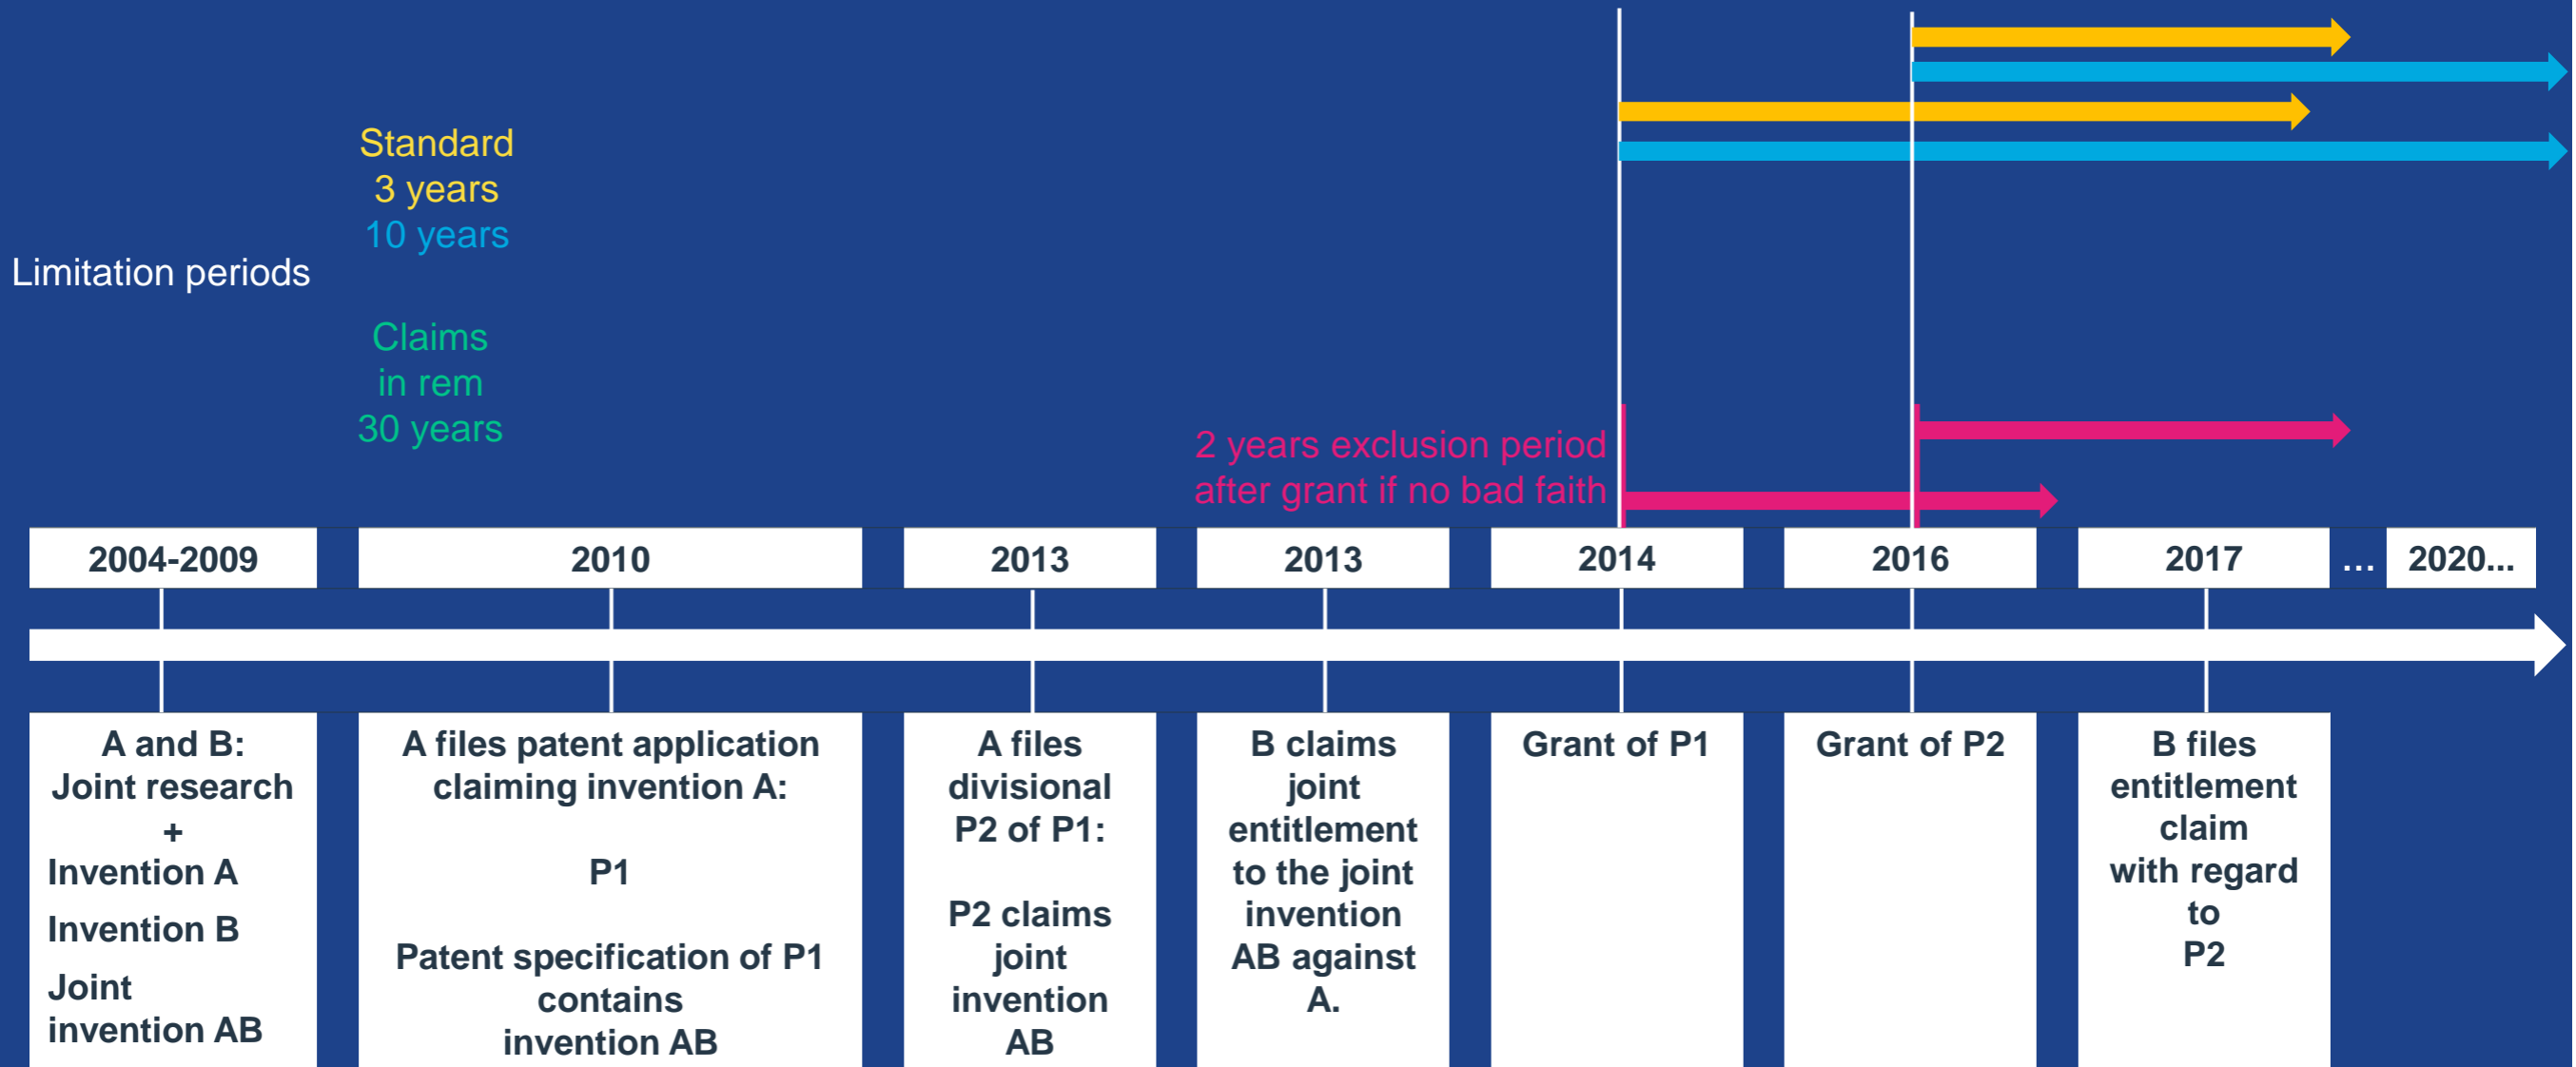 Limitation periods
Standard
3 years
10 years
Claims
in rem
30 years
2 years exclusion period
after grant if no bad faith
2004-2009
2010
2013
2013
2014
2016
2017
...
2020...
A and B:
Joint research
+
Invention A
Invention B
Joint
invention AB
A files patent application
claiming invention A:
P1
Patent specification of P1
contains
invention AB
A files
divisional
P2 of P1:
P2 claims
joint
invention
AB
B claims
joint
entitlement
to the joint
invention
AB against
A.
Grant of P1
Grant of P2
B files
entitlement
claim
with regard
to
P2